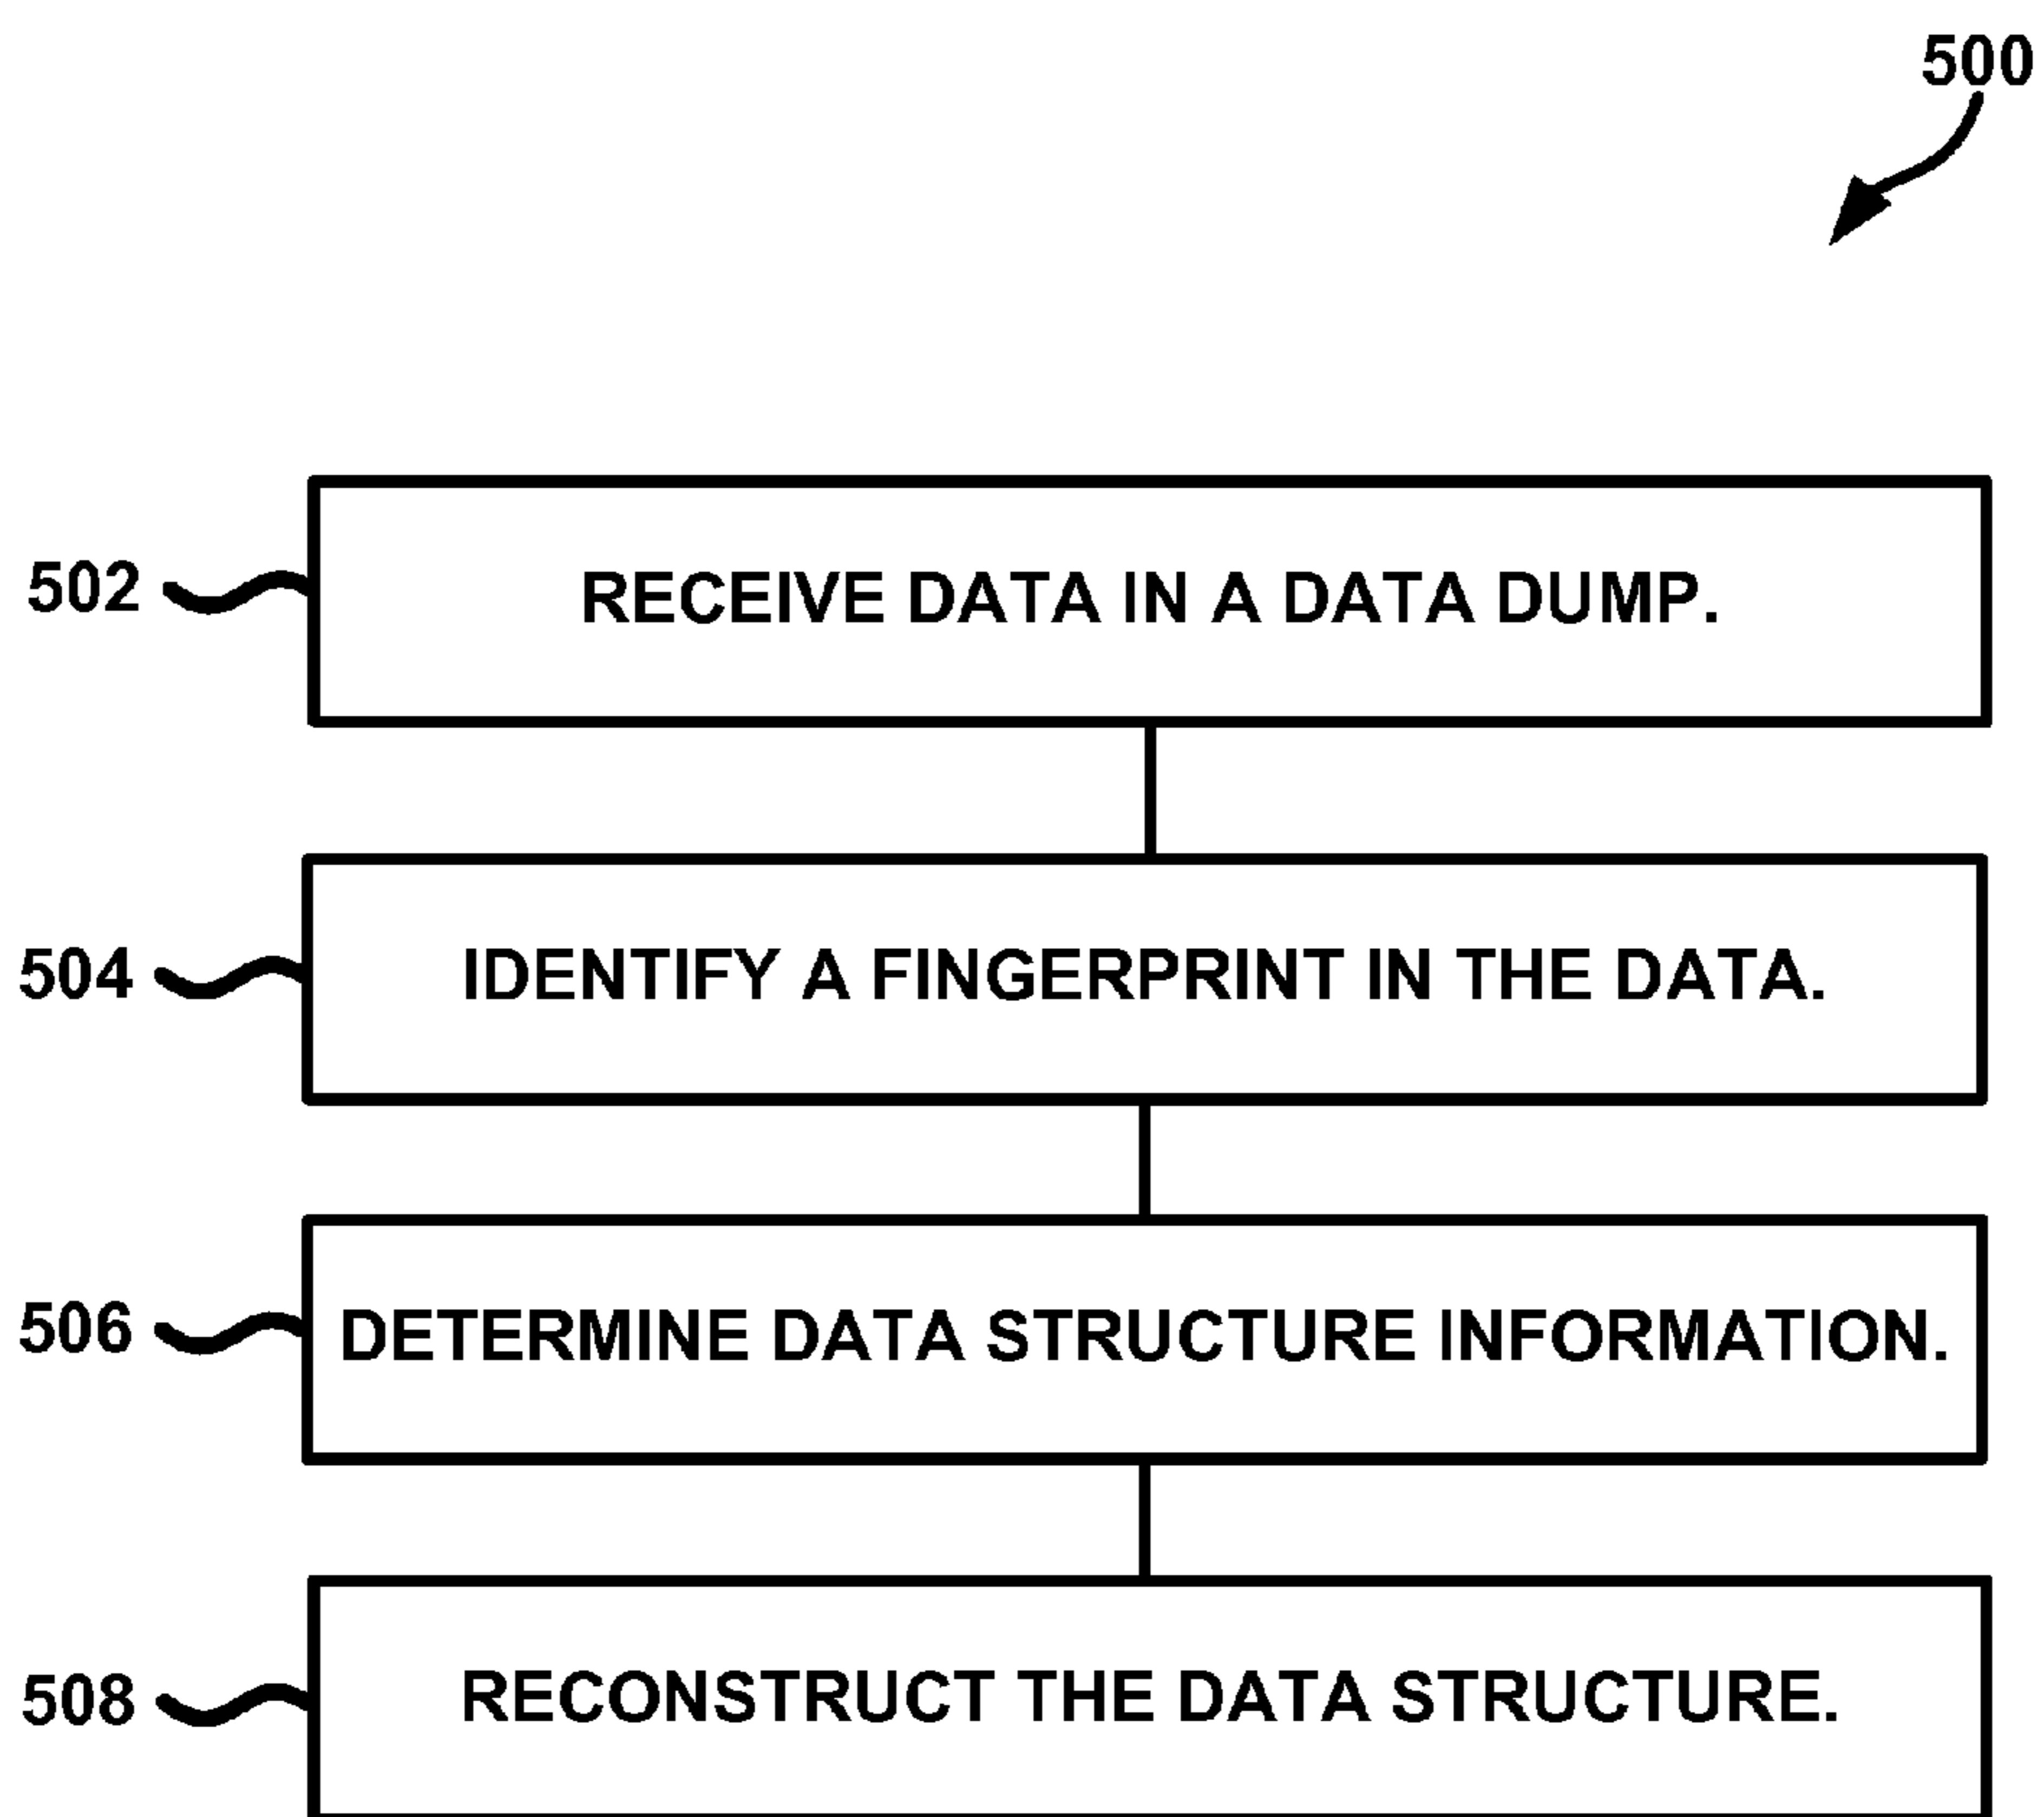 500
502 RECEIVE DATA IN A DATA DUMP.
504 IDENTIFY A FINGERPRINT IN THE DATA.
506 DETERMINE DATA STRUCTURE INFORMATION.
508 RECONSTRUCT THE DATA STRUCTURE.